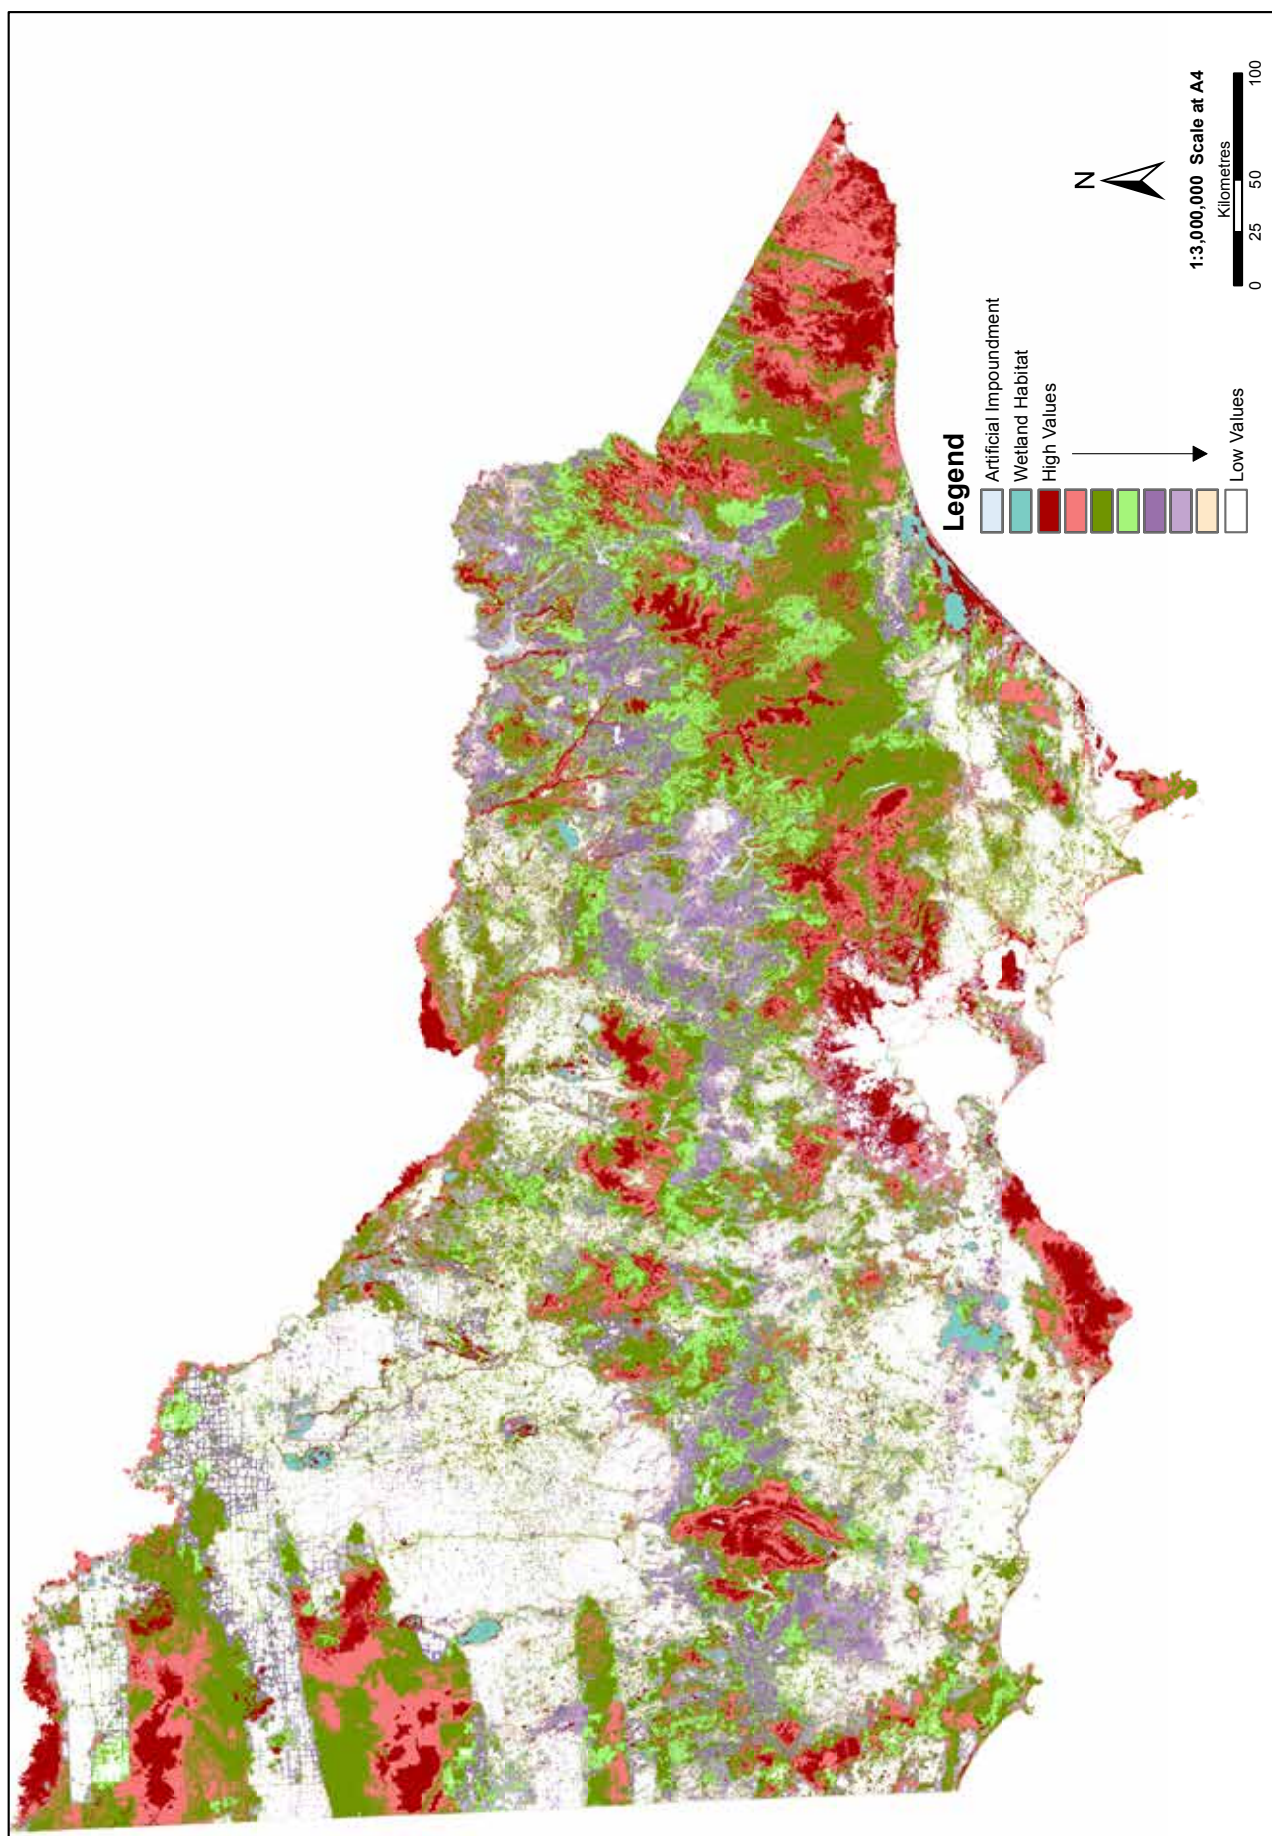 N
1:3,000,000 Scale at A4
Kilometres
0 25 50 100
Legend
Artificial Impoundment
Wetland Habitat
High Values
Low Values